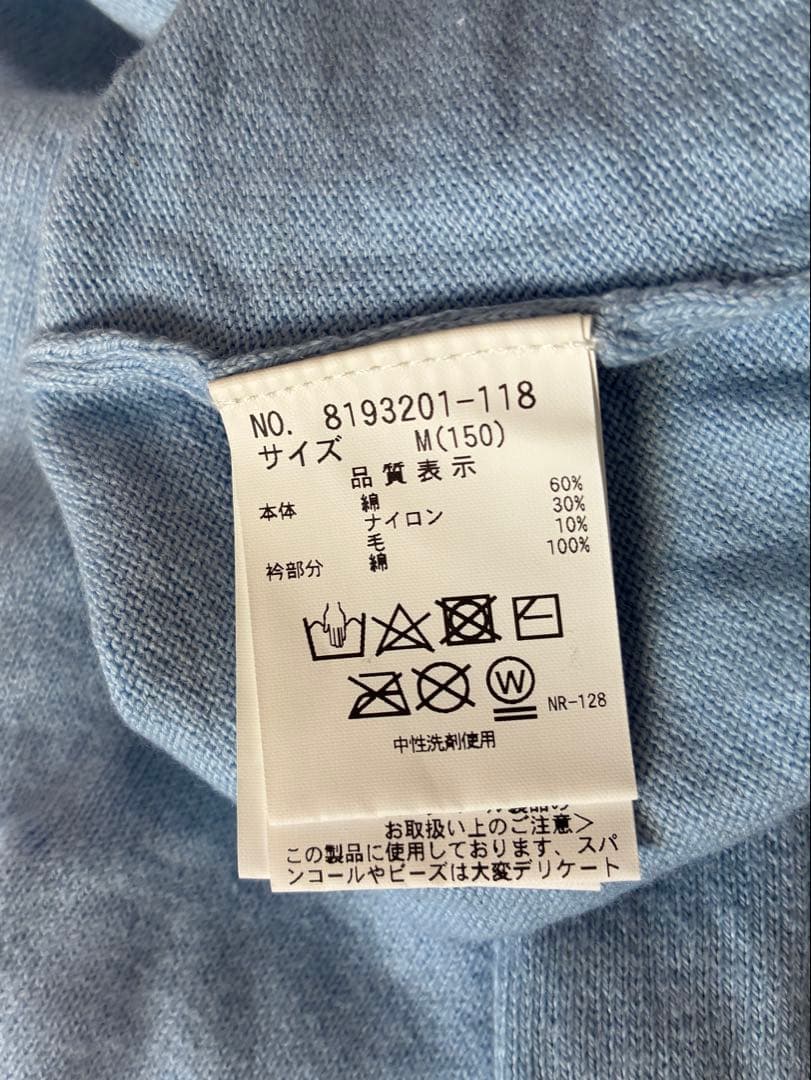 NO. 8193201-118
サイズ M(150)
品質表示
本体 綿 60%
ナイロン 30%
毛 10%
衿部分 綿 100%
W
NR-128
中性洗剤使用
お取扱い上のご注意＞
この製品に使用しております、スパ
ンコールやビーズは大変デリケート